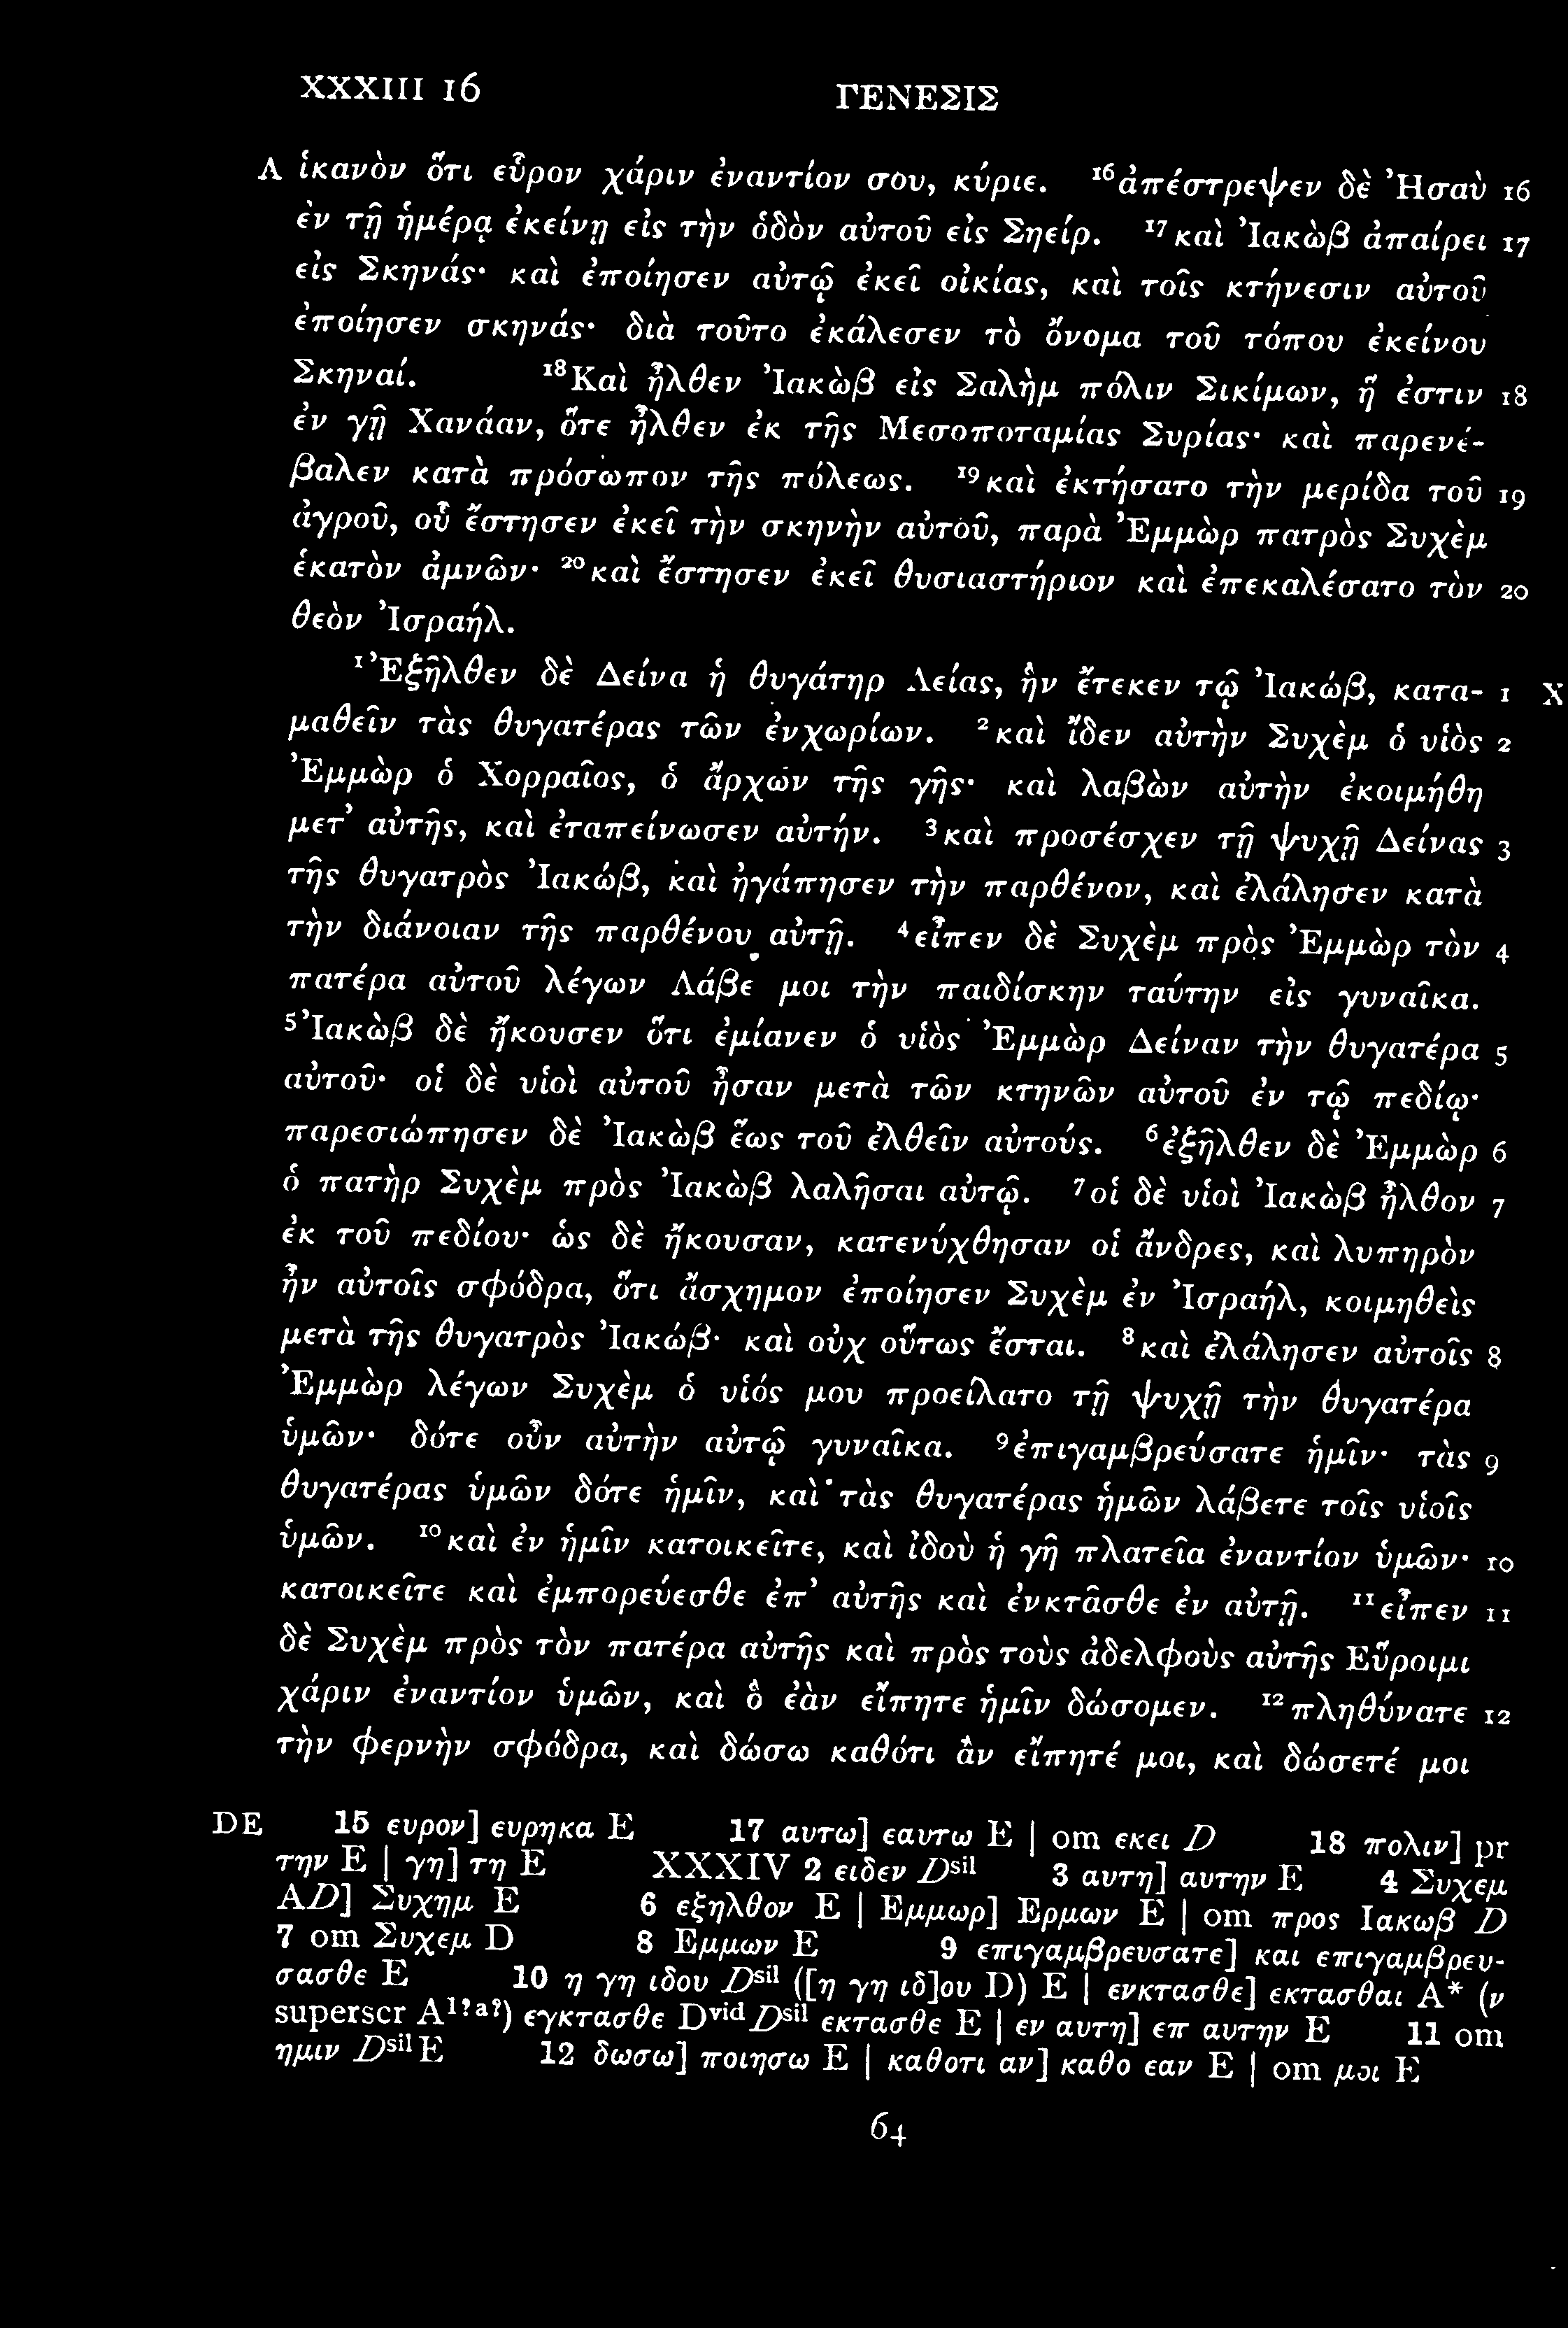 XXXIII 16 ΓΕΝΕΣΙΣ
A ἱκανὸν ὅτι εὗρον χάριν ἐναντίον σου, κύριε. ¹⁶ἀπέστρεψεν δὲ Ἠσαὺ 16
ἐν τῇ ἡμέρᾳ ἐκείνῃ εἰς τὴν ὁδὸν αὐτοῦ εἰς Σηείρ. ¹⁷καὶ Ἰακὼβ ἀπαίρει 17
εἰς Σκηνάς· καὶ ἐποίησεν αὐτῷ ἐκεῖ οἰκίας, καὶ τοῖς κτήνεσιν αὐτοῦ
ἐποίησεν σκηνάς· διὰ τοῦτο ἐκάλεσεν τὸ ὄνομα τοῦ τόπου ἐκείνου
Σκηναί. ¹⁸Καὶ ἦλθεν Ἰακὼβ εἰς Σαλὴμ πόλιν Σικίμων, ἥ ἐστιν 18
ἐν γῇ Χανάαν, ὅτε ἦλθεν ἐκ τῆς Μεσοποταμίας Συρίας· καὶ παρενέ-
βαλεν κατὰ πρόσωπον τῆς πόλεως. ¹⁹καὶ ἐκτήσατο τὴν μερίδα τοῦ 19
ἀγροῦ, οὗ ἔστησεν ἐκεῖ τὴν σκηνὴν αὐτοῦ, παρὰ Ἐμμὼρ πατρὸς Συχὲμ
ἑκατὸν ἀμνῶν· ²⁰καὶ ἔστησεν ἐκεῖ θυσιαστήριον καὶ ἐπεκαλέσατο τὸν 20
θεὸν Ἰσραήλ.
¹Ἐξῆλθεν δὲ Δείνα ἡ θυγάτηρ Λείας, ἣν ἔτεκεν τῷ Ἰακώβ, κατα- 1 X
μαθεῖν τὰς θυγατέρας τῶν ἐνχωρίων. ²καὶ ἴδεν αὐτὴν Συχὲμ ὁ υἱὸς 2
Ἐμμὼρ ὁ Χορραῖος, ὁ ἄρχων τῆς γῆς· καὶ λαβὼν αὐτὴν ἐκοιμήθη
μετ’ αὐτῆς, καὶ ἐταπείνωσεν αὐτήν. ³καὶ προσέσχεν τῇ ψυχῇ Δείνας 3
τῆς θυγατρὸς Ἰακώβ, καὶ ἠγάπησεν τὴν παρθένον, καὶ ἐλάλησεν κατὰ
τὴν διάνοιαν τῆς παρθένου αὐτῇ. ⁴εἶπεν δὲ Συχὲμ πρὸς Ἐμμὼρ τὸν 4
πατέρα αὐτοῦ λέγων Λάβε μοι τὴν παιδίσκην ταύτην εἰς γυναῖκα.
⁵Ἰακὼβ δὲ ἤκουσεν ὅτι ἐμίανεν ὁ υἱὸς Ἐμμὼρ Δείναν τὴν θυγατέρα 5
αὐτοῦ· οἱ δὲ υἱοὶ αὐτοῦ ἦσαν μετὰ τῶν κτηνῶν αὐτοῦ ἐν τῷ πεδίῳ·
παρεσιώπησεν δὲ Ἰακὼβ ἕως τοῦ ἐλθεῖν αὐτούς. ⁶ἐξῆλθεν δὲ Ἐμμὼρ 6
ὁ πατὴρ Συχὲμ πρὸς Ἰακὼβ λαλῆσαι αὐτῷ. ⁷οἱ δὲ υἱοὶ Ἰακὼβ ἦλθον 7
ἐκ τοῦ πεδίου· ὡς δὲ ἤκουσαν, κατενύχθησαν οἱ ἄνδρες, καὶ λυπηρὸν
ἦν αὐτοῖς σφόδρα, ὅτι ἄσχημον ἐποίησεν Συχὲμ ἐν Ἰσραήλ, κοιμηθεὶς
μετὰ τῆς θυγατρὸς Ἰακώβ· καὶ οὐχ οὕτως ἔσται. ⁸καὶ ἐλάλησεν αὐτοῖς 8
Ἐμμὼρ λέγων Συχὲμ ὁ υἱός μου προείλατο τῇ ψυχῇ τὴν θυγατέρα
ὑμῶν· δότε οὖν αὐτὴν αὐτῷ γυναῖκα. ⁹ἐπιγαμβρεύσατε ἡμῖν· τὰς 9
θυγατέρας ὑμῶν δότε ἡμῖν, καὶ τὰς θυγατέρας ἡμῶν λάβετε τοῖς υἱοῖς
ὑμῶν. ¹⁰καὶ ἐν ἡμῖν κατοικεῖτε, καὶ ἰδοὺ ἡ γῆ πλατεῖα ἐναντίον ὑμῶν· 10
κατοικεῖτε καὶ ἐμπορεύεσθε ἐπ’ αὐτῆς καὶ ἐνκτᾶσθε ἐν αὐτῇ. ¹¹εἶπεν 11
δὲ Συχὲμ πρὸς τὸν πατέρα αὐτῆς καὶ πρὸς τοὺς ἀδελφοὺς αὐτῆς Εὕροιμι
χάριν ἐναντίον ὑμῶν, καὶ ὃ ἐὰν εἴπητε ἡμῖν δώσομεν. ¹²πληθύνατε 12
τὴν φερνὴν σφόδρα, καὶ δώσω καθότι ἂν εἴπητέ μοι, καὶ δώσετέ μοι
DE 15 ευρον] ευρηκα E 17 αυτω] εαυτω E | om εκει D 18 πολιν] pr
την E | γη] τη E XXXIV 2 ειδεν Dˢⁱˡ 3 αυτη] αυτην E 4 Συχεμ
AD] Συχημ E 6 εξηλθον E | Εμμωρ] Ερμων E | om προς Ιακωβ D
7 om Συχεμ D 8 Εμμων E 9 επιγαμβρευσατε] και επιγαμβρευ-
σασθε E 10 η γη ιδου Dˢⁱˡ ([η γη ιδ]ου D) E | ενκτασθε] εκτασθαι A* (ν
superscr A¹ˀᵃˀ) εγκτασθε Dᵛⁱᵈ Dˢⁱˡ εκτασθε E | εν αυτη] επ αυτην E 11 om
ημιν Dˢⁱˡ E 12 δωσω] ποιησω E | καθοτι αν] καθο εαν E | om μοι E
64